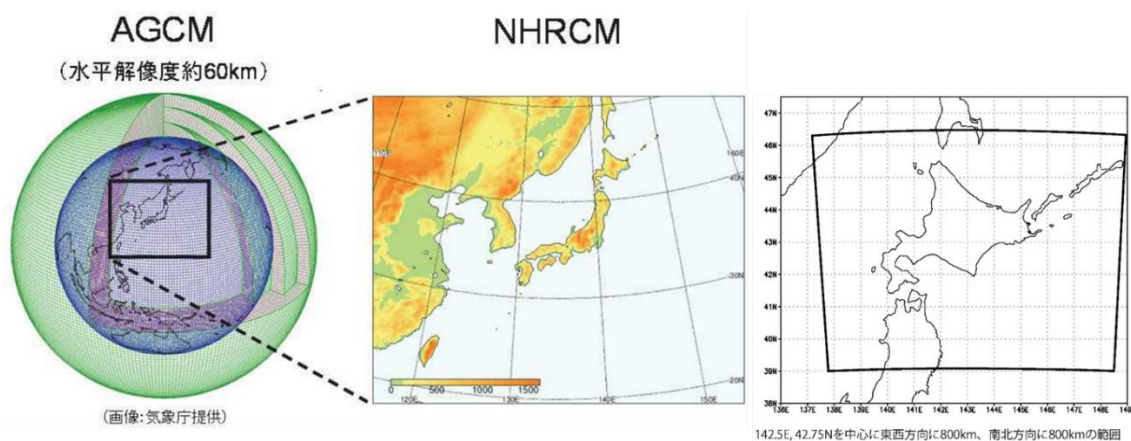 AGCM
(水平解像度約60km)
(画像:気象庁提供)
NHRCM
160E
40N
30N
20N
0 500 1000 1500
120E 130E 140E 150E
47N
46N
45N
44N
43N
42N
41N
40N
39N
38N
136E 137E 138E 139E 140E 141E 142E 143E 144E 145E 146E 147E 148E 149
142.5E, 42.75Nを中心に東西方向に800km、南北方向に800kmの範囲